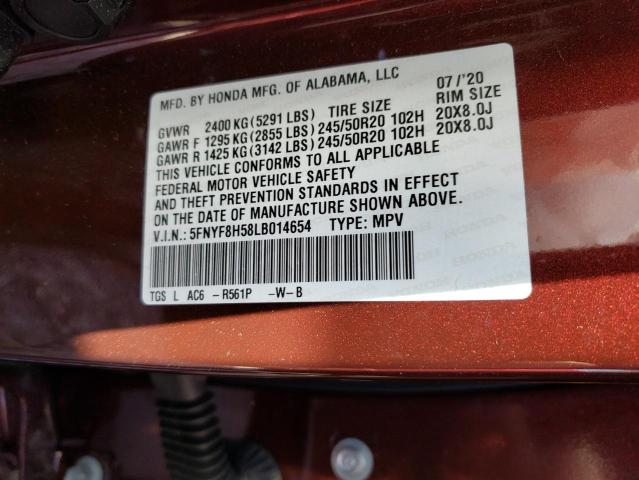 MFD. BY HONDA MFG. OF ALABAMA, LLC 07/'20
GVWR 2400 KG(5291 LBS) TIRE SIZE RIM SIZE
GAWR F 1295 KG(2855 LBS)245/50R20 102H 20X8.0J
GAWR R 1425 KG(3142 LBS)245/50R20 102H 20X8.0J
THIS VEHICLE CONFORMS TO ALL APPLICABLE
FEDERAL MOTOR VEHICLE SAFETY
AND THEFT PREVENTION STANDARDS IN EFFECT
ON THE DATE OF MANUFACTURE SHOWN ABOVE.
V.I.N.: 5FNYF8H58LB014654 TYPE: MPV
TGS L AC6 -R561P -W-B